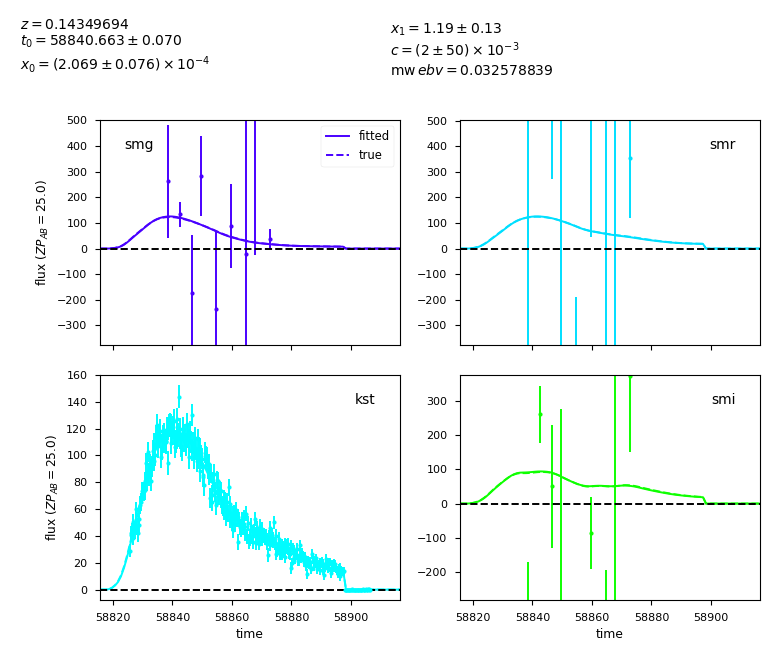 z = 0.14349694
t₀ = 58840.663 ± 0.070
x₀ = (2.069 ± 0.076) × 10⁻⁴
x₁ = 1.19 ± 0.13
c = (2 ± 50) × 10⁻³
mw ebv = 0.032578839
smg
fitted
true
500
400
300
200
100
0
−100
−200
−300
flux (ZP_AB = 25.0)
smr
500
400
300
200
100
0
−100
−200
−300
kst
160
140
120
100
80
60
40
20
0
flux (ZP_AB = 25.0)
58820 58840 58860 58880 58900
time
smi
300
200
100
0
−100
−200
58820 58840 58860 58880 58900
time